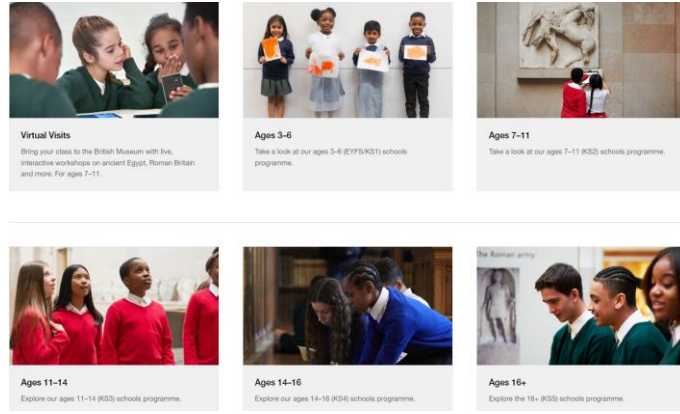 Virtual Visits
Bring your class to the British Museum with live,
interactive workshops on ancient Egypt, Roman Britain
and more. For ages 7–11.
Ages 3–6
Take a look at our ages 3–6 (EYFS/KS1) schools
programme.
Ages 7–11
Take a look at our ages 7–11 (KS2) schools programme.
The Roman army
Ages 11–14
Explore our ages 11–14 (KS3) schools programme.
Ages 14–16
Explore our ages 14–16 (KS4) schools programme.
Ages 16+
Explore the 16+ (KS5) schools programme.